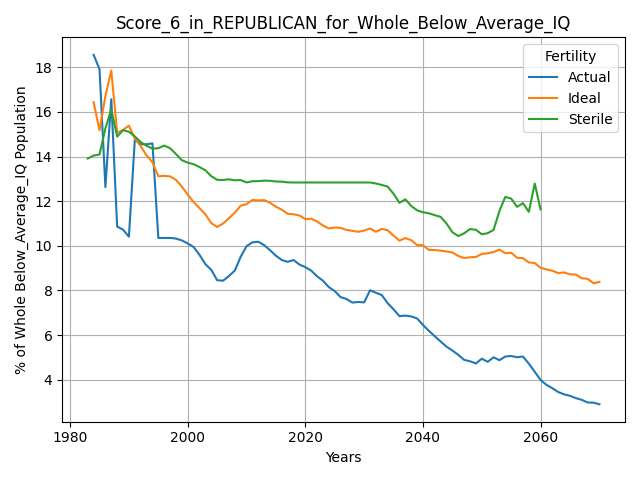 Score_6_in_REPUBLICAN_for_Whole_Below_Average_IQ
Fertility
Actual
Ideal
Sterile
% of Whole Below_Average_IQ Population
18
16
14
12
10
8
6
4
1980
2000
2020
2040
2060
Years